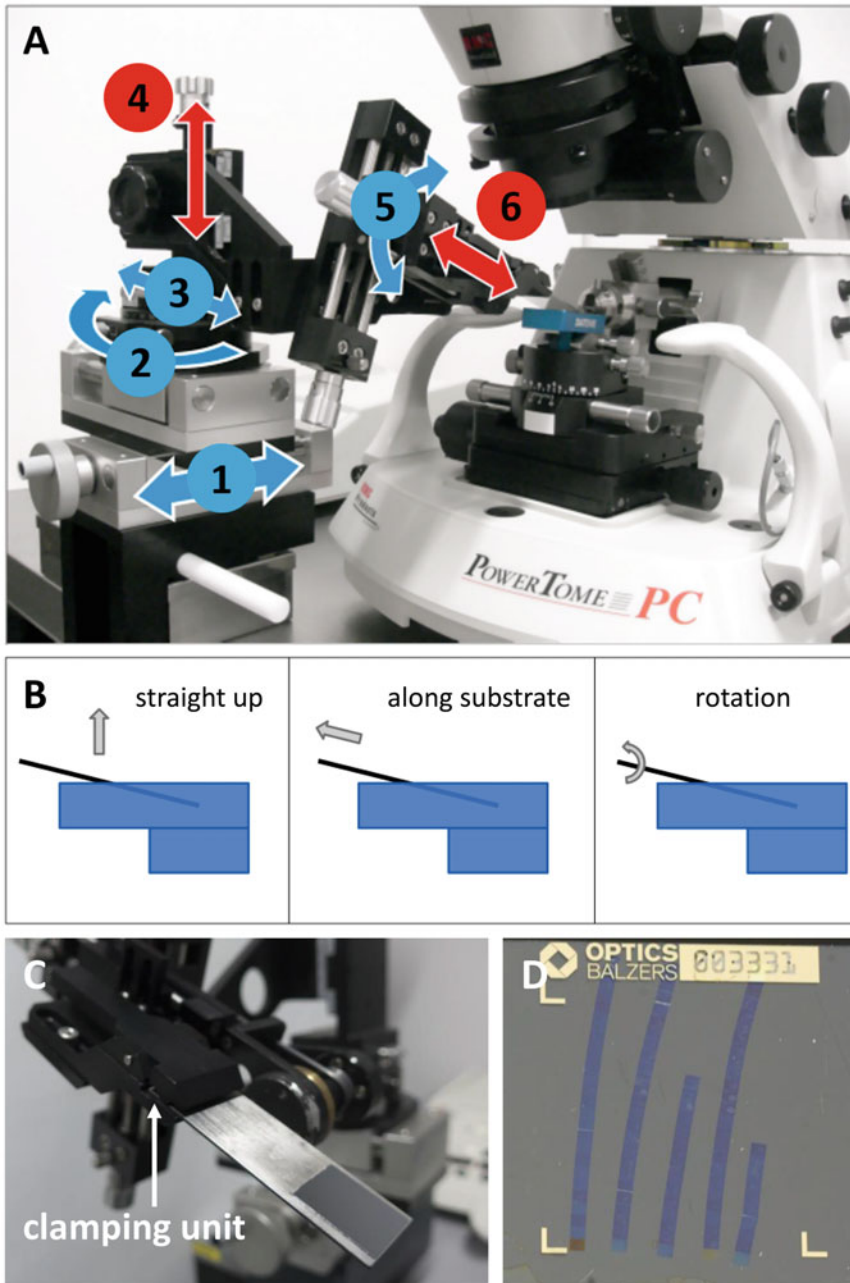 A
4
5
6
3
2
1
POWERTOME PC
B
straight up
along substrate
rotation
C
clamping unit
D
OPTICS
BALZERS
003331